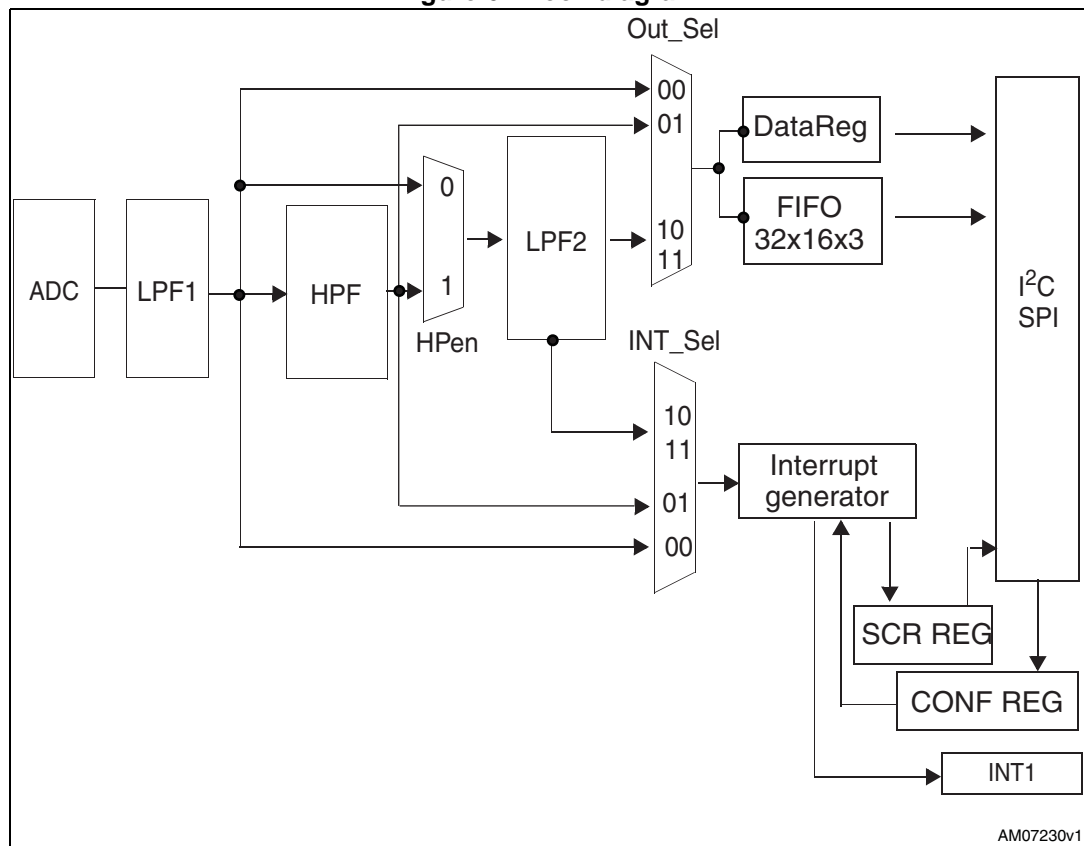 Out_Sel
00
01
10
11
DataReg
FIFO
32x16x3
0
1
HPen
LPF2
ADC
LPF1
HPF
I²C
SPI
INT_Sel
10
11
01
00
Interrupt
generator
SCR REG
CONF REG
INT1
AM07230v1